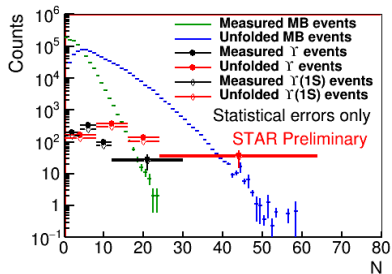 Counts
10^6
10^5
10^4
10^3
10^2
10
1
10^-1
Measured MB events
Unfolded MB events
Measured ϒ events
Unfolded ϒ events
Measured ϒ(1S) events
Unfolded ϒ(1S) events
Statistical errors only
STAR Preliminary
0 10 20 30 40 50 60 70 80
N